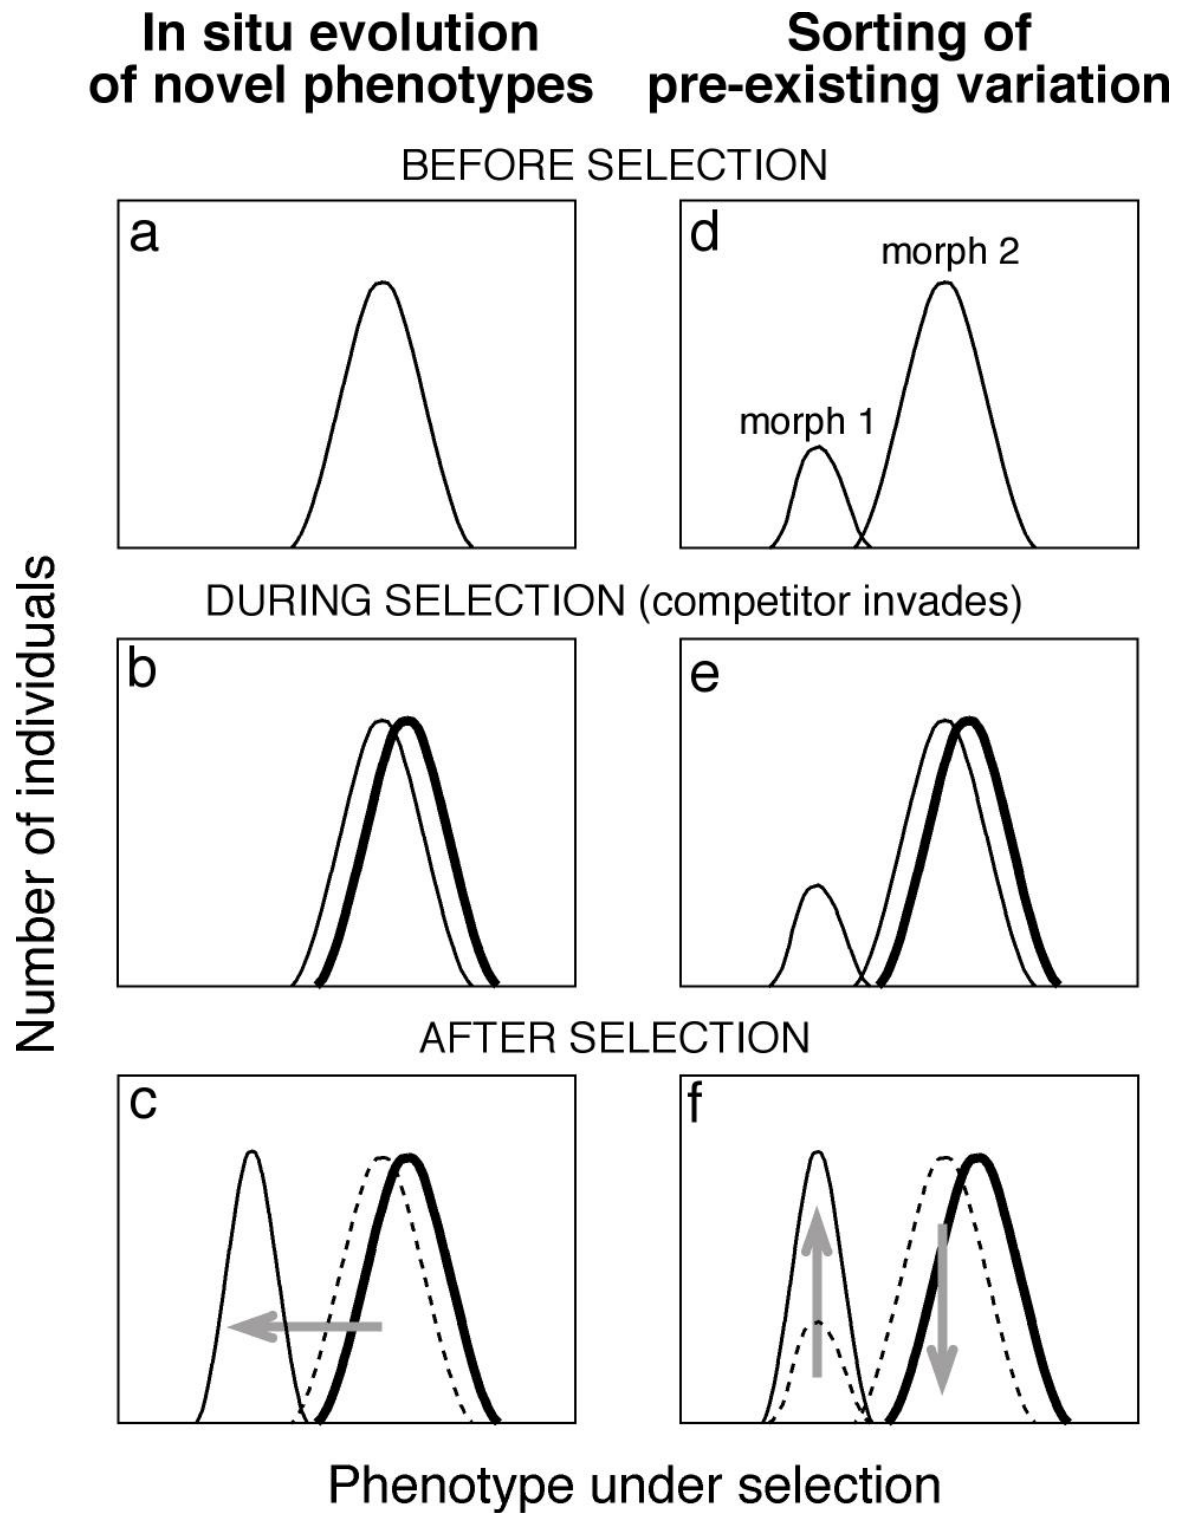 In situ evolution
of novel phenotypes
Sorting of
pre-existing variation
BEFORE SELECTION
a
d
morph 2
morph 1
DURING SELECTION (competitor invades)
b
e
AFTER SELECTION
c
f
Number of individuals
Phenotype under selection